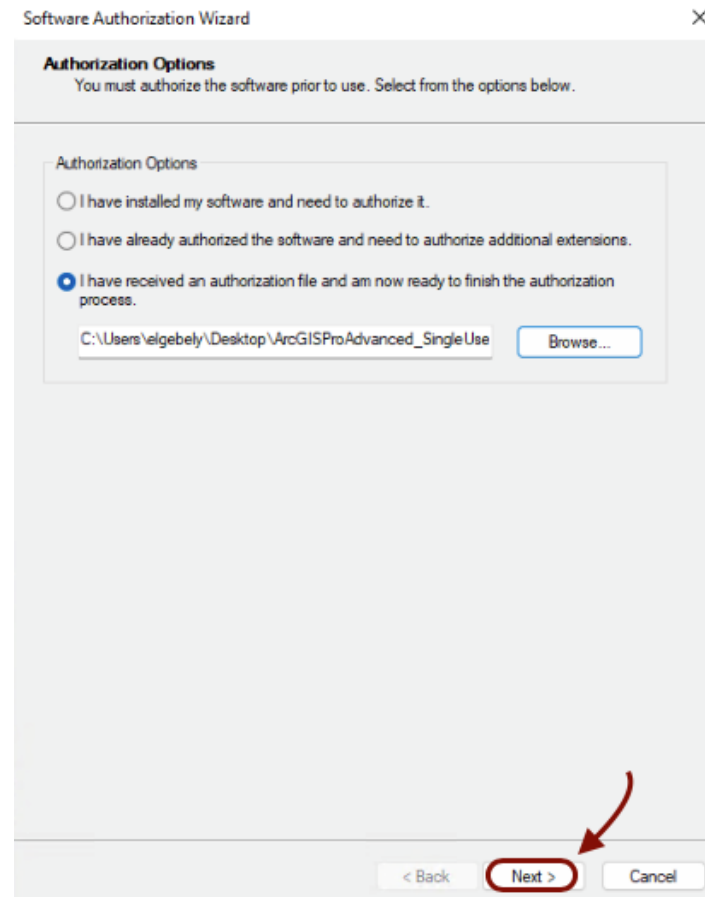 Software Authorization Wizard
Authorization Options
You must authorize the software prior to use. Select from the options below.
Authorization Options
I have installed my software and need to authorize it.
I have already authorized the software and need to authorize additional extensions.
I have received an authorization file and am now ready to finish the authorization
process.
C:\Users\elgebely\Desktop\ArcGISProAdvanced_SingleUse
Browse...
< Back
Next >
Cancel